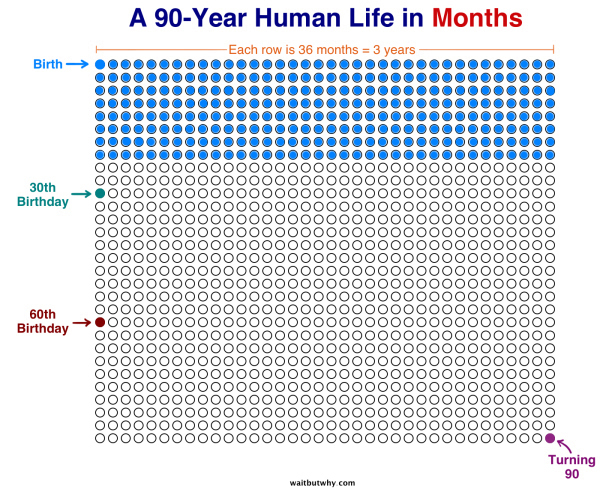 A 90-Year Human Life in Months
Each row is 36 months = 3 years
Birth
30th
Birthday
60th
Birthday
Turning
90
waitbutwhy.com